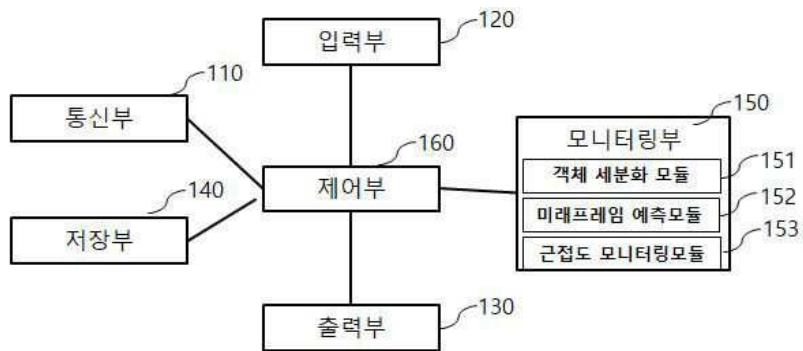 입력부
120
110
통신부
150
모니터링부
160
151
객체 세분화 모듈
제어부
140
152
미래프레임 예측모듈
저장부
153
근접도 모니터링모듈
130
출력부